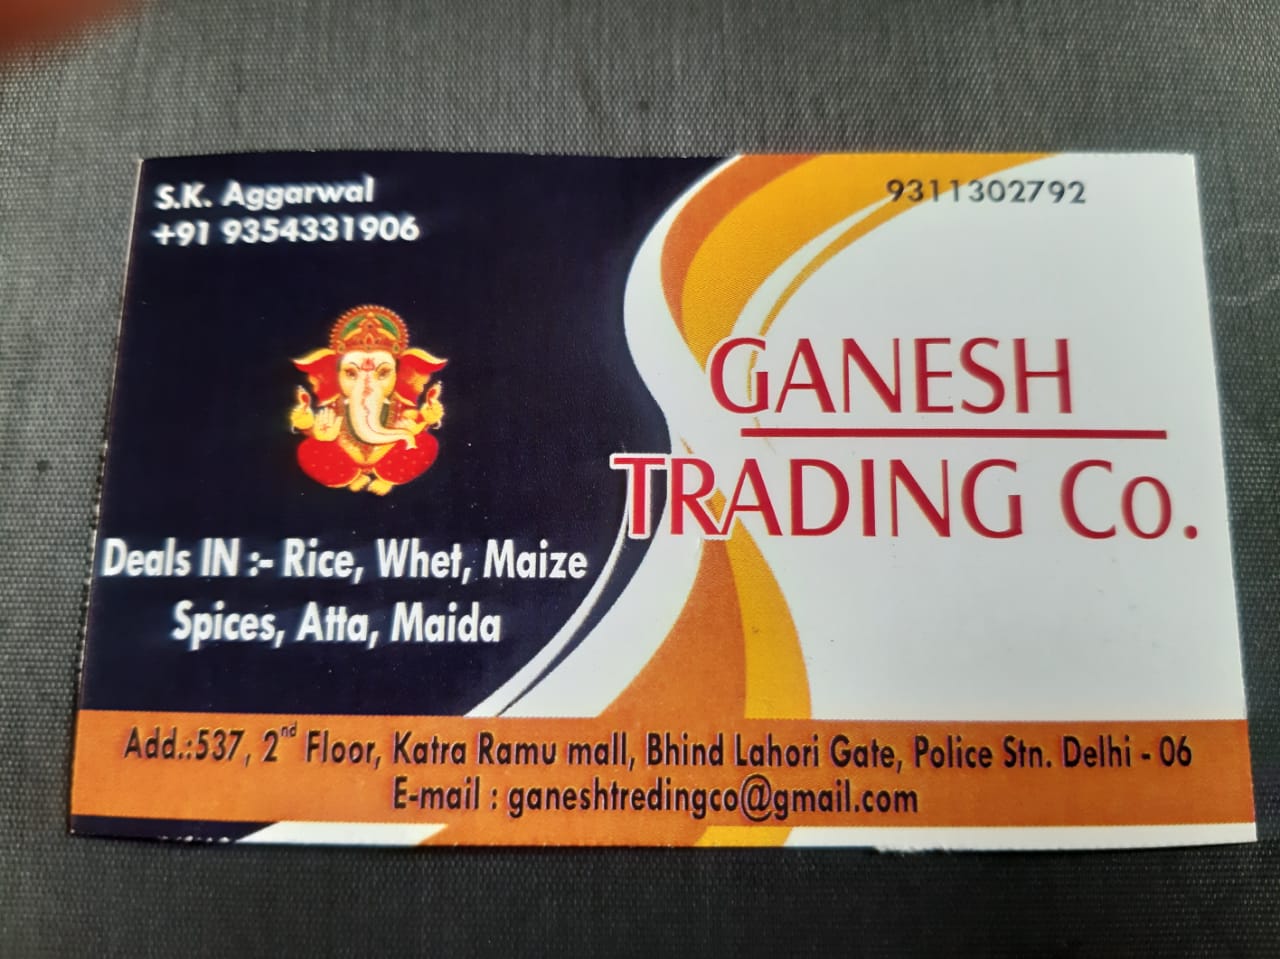 S.K. Aggarwal
+91 9354331906
9311302792
GANESH
TRADING Co.
Deals IN :- Rice, Whet, Maize
Spices, Atta, Maida
Add.:537, 2nd Floor, Katra Ramu mall, Bhind Lahori Gate, Police Stn. Delhi - 06
E-mail : ganeshtredingco@gmail.com